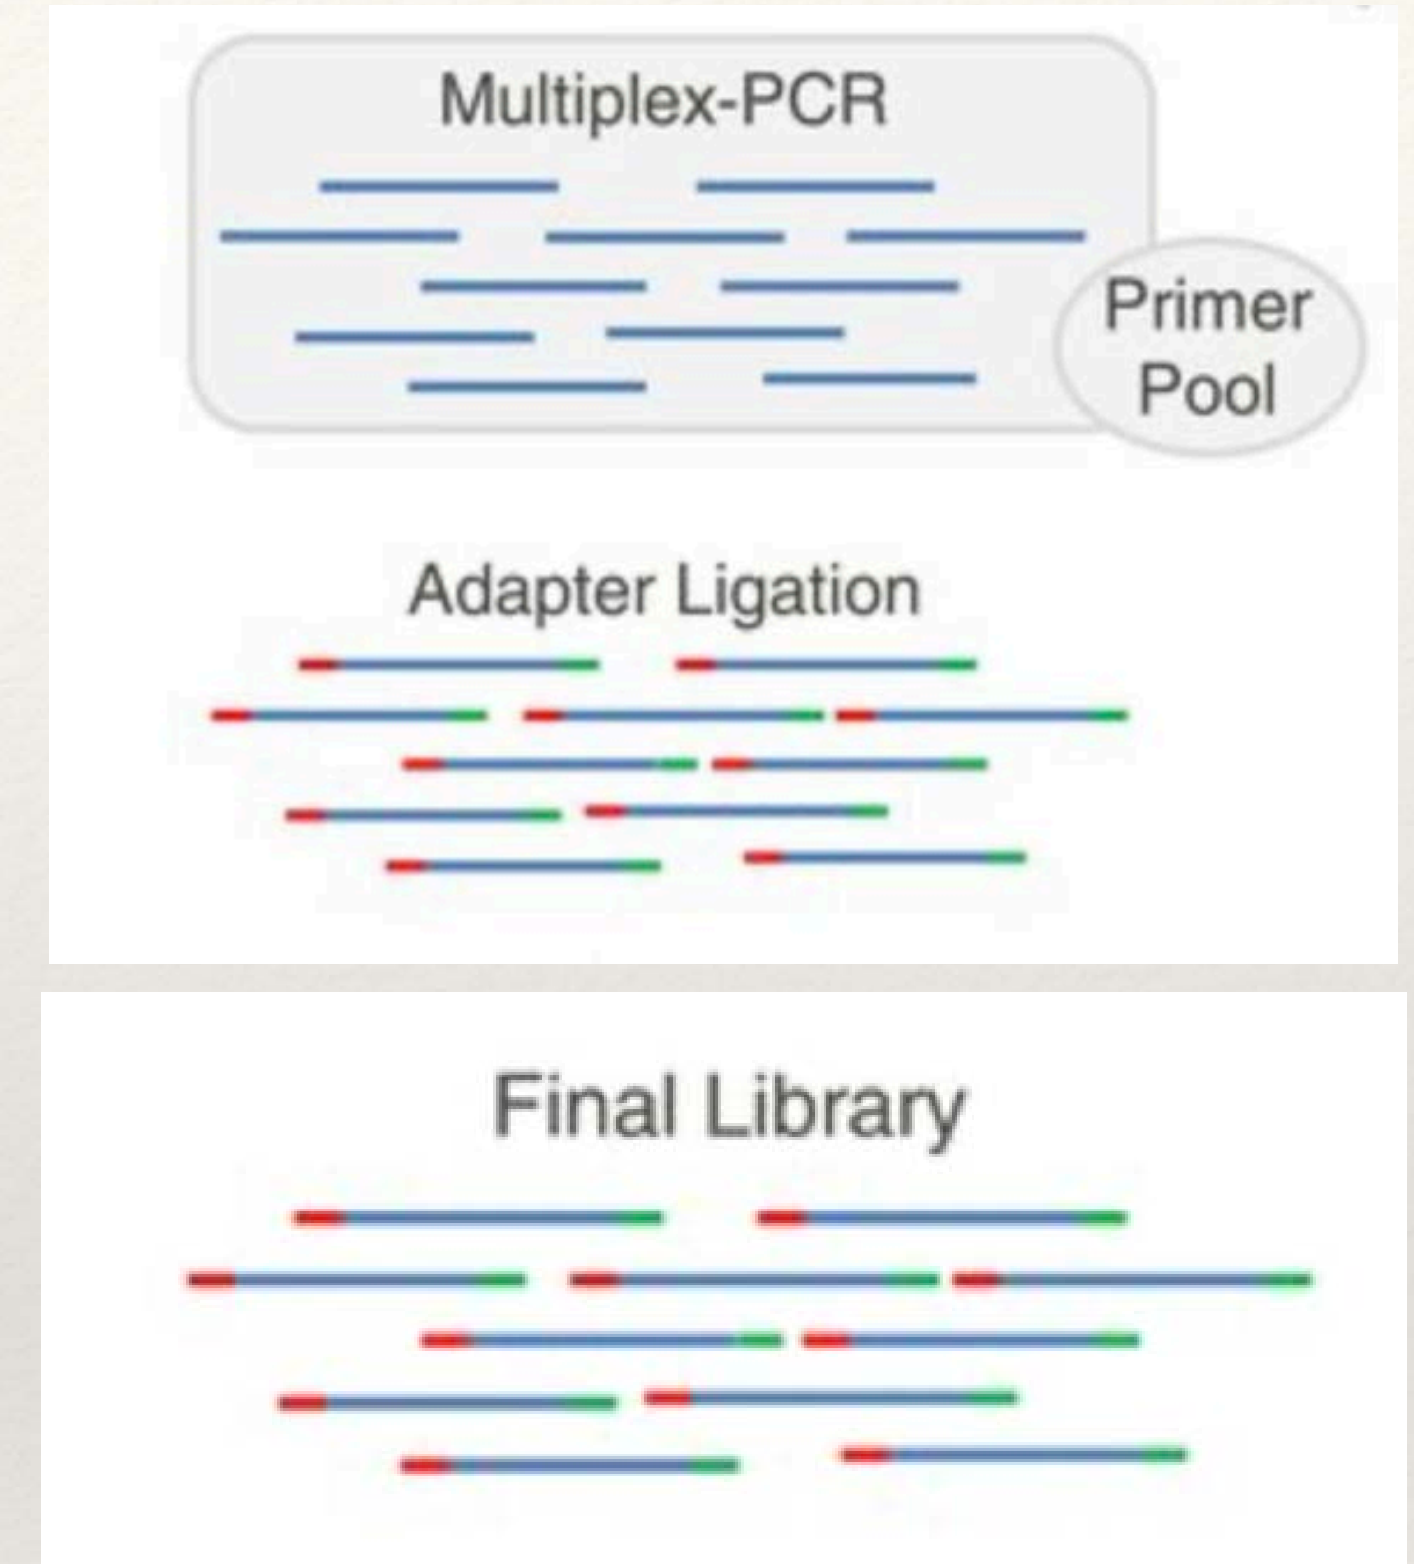 Multiplex-PCR
Primer
Pool
Adapter Ligation
Final Library